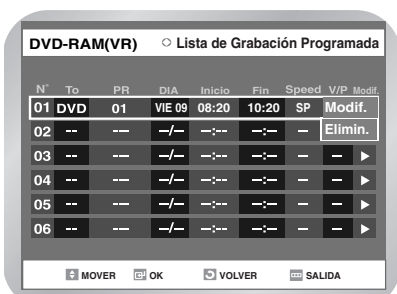 DVD-RAM(VR) Lista de Grabación Programada
N° To PR DIA Inicio Fin Speed V/P Modif.
01 DVD 01 VIE 09 08:20 10:20 SP Modif.
02 -- -- --/-- --:-- --:-- -- Elimin.
03 -- -- --/-- --:-- --:-- -- -- ►
04 -- -- --/-- --:-- --:-- -- -- ►
05 -- -- --/-- --:-- --:-- -- -- ►
06 -- -- --/-- --:-- --:-- -- -- ►
MOVER OK VOLVER SALIDA